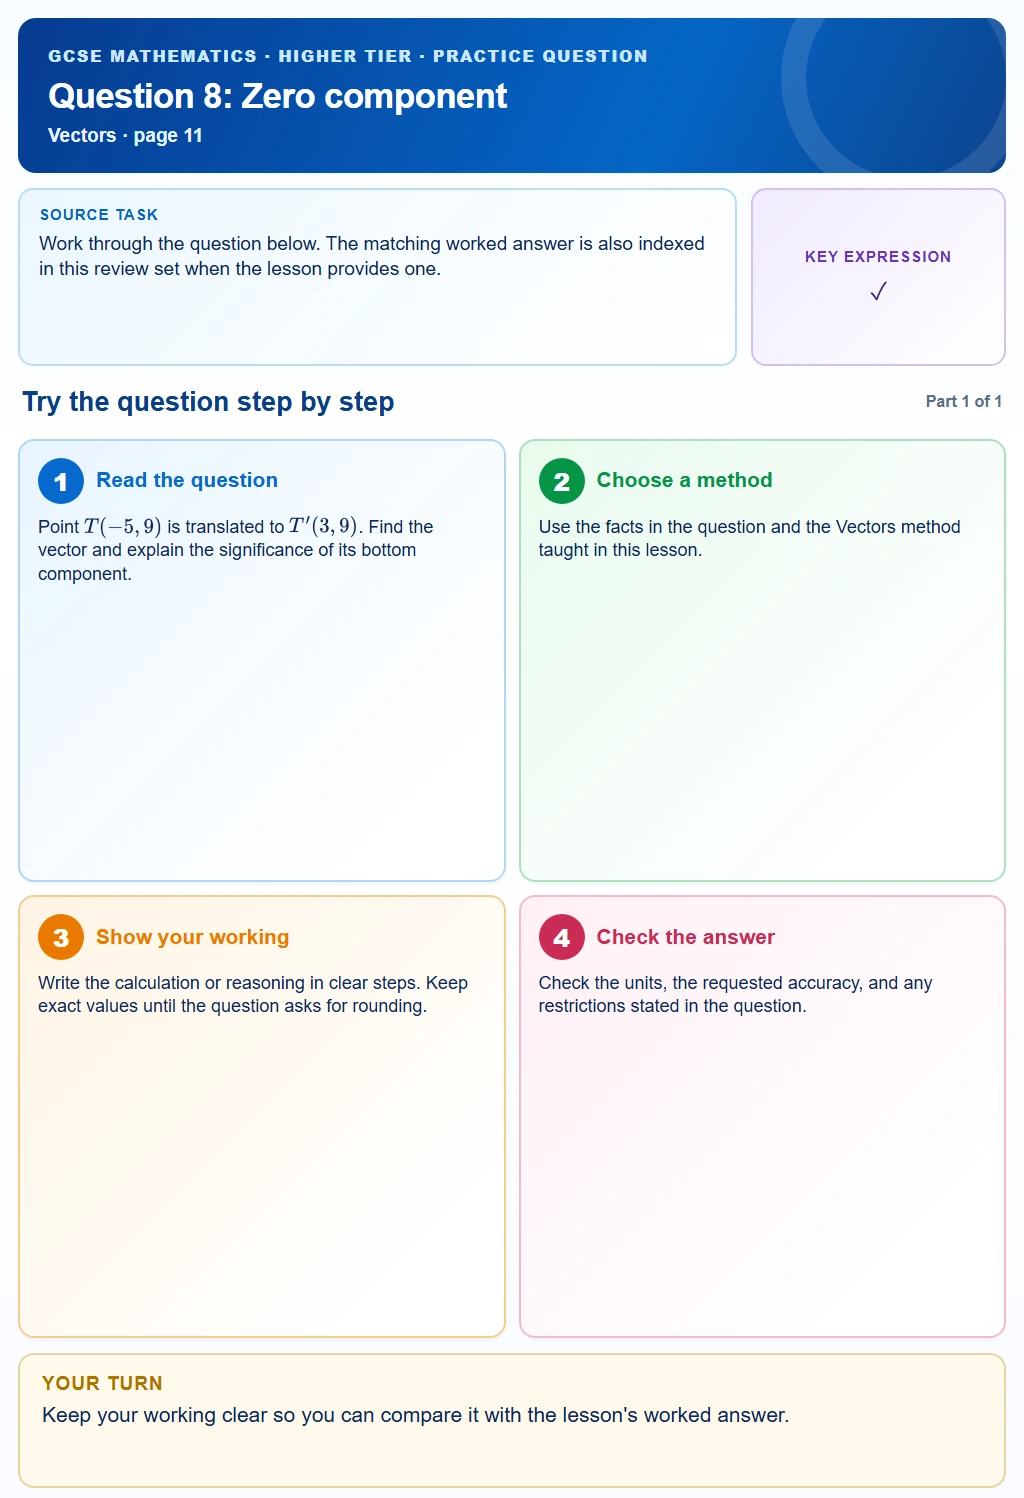 GCSE MATHEMATICS · HIGHER TIER · PRACTICE QUESTION
Question 8: Zero component
Vectors · page 11
SOURCE TASK
Work through the question below. The matching worked answer is also indexed
in this review set when the lesson provides one.
KEY EXPRESSION
✓
Try the question step by step
Part 1 of 1
1 Read the question
Point T(−5, 9) is translated to T′(3, 9). Find the
vector and explain the significance of its bottom
component.
2 Choose a method
Use the facts in the question and the Vectors method
taught in this lesson.
3 Show your working
Write the calculation or reasoning in clear steps. Keep
exact values until the question asks for rounding.
4 Check the answer
Check the units, the requested accuracy, and any
restrictions stated in the question.
YOUR TURN
Keep your working clear so you can compare it with the lesson's worked answer.